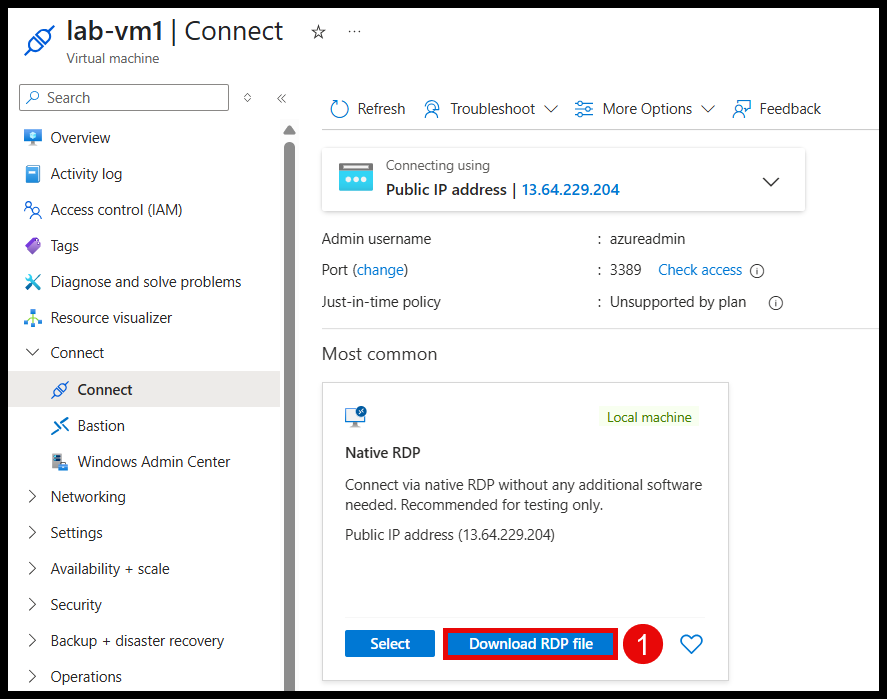 lab-vm1 | Connect
Virtual machine
Search
Overview
Activity log
Access control (IAM)
Tags
Diagnose and solve problems
Resource visualizer
Connect
Connect
Bastion
Windows Admin Center
Networking
Settings
Availability + scale
Security
Backup + disaster recovery
Operations
Refresh
Troubleshoot
More Options
Feedback
Connecting using
Public IP address | 13.64.229.204
Admin username : azureadmin
Port (change) : 3389 Check access
Just-in-time policy : Unsupported by plan
Most common
Local machine
Native RDP
Connect via native RDP without any additional software
needed. Recommended for testing only.
Public IP address (13.64.229.204)
Select
Download RDP file
1